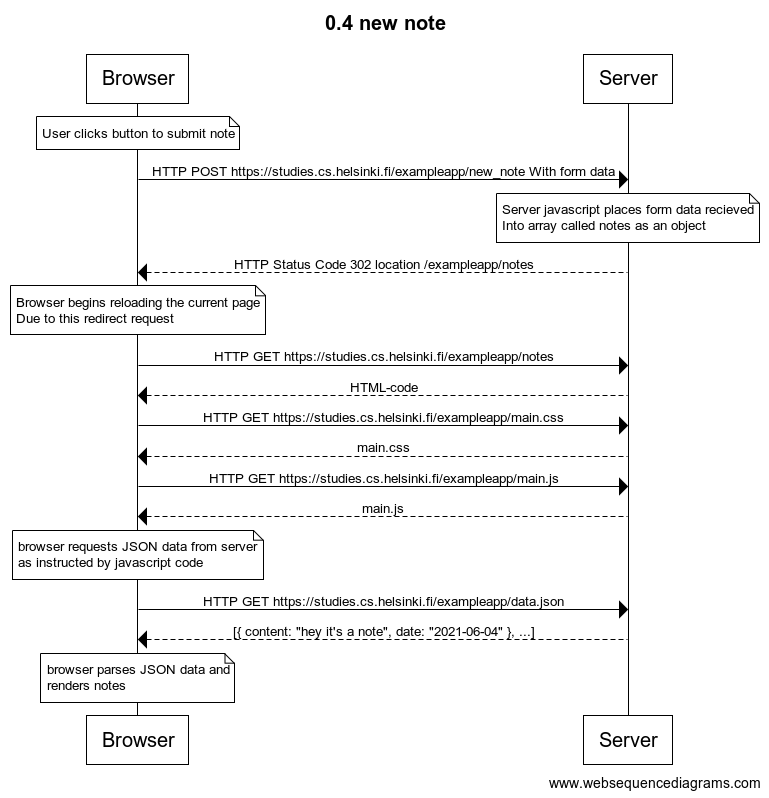 0.4 new note
Browser
Server
User clicks button to submit note
HTTP POST https://studies.cs.helsinki.fi/exampleapp/new_note With form data
Server javascript places form data recieved
Into array called notes as an object
HTTP Status Code 302 location /exampleapp/notes
Browser begins reloading the current page
Due to this redirect request
HTTP GET https://studies.cs.helsinki.fi/exampleapp/notes
HTML-code
HTTP GET https://studies.cs.helsinki.fi/exampleapp/main.css
main.css
HTTP GET https://studies.cs.helsinki.fi/exampleapp/main.js
main.js
browser requests JSON data from server
as instructed by javascript code
HTTP GET https://studies.cs.helsinki.fi/exampleapp/data.json
[{ content: "hey it's a note", date: "2021-06-04" }, ...]
browser parses JSON data and
renders notes
Browser
Server
www.websequencediagrams.com